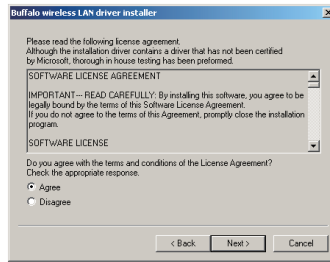 Buffalo wireless LAN driver installer
Please read the following license agreement.
Although the installation driver contains a driver that has not been certified
by Microsoft, thorough in house testing has been preformed.
SOFTWARE LICENSE AGREEMENT
IMPORTANT--- READ CAREFULLY: By installing this software, you agree to be
legally bound by the terms of this Software License Agreement.
If you do not agree to the terms of this Agreement, promptly close the installation
program.
SOFTWARE LICENSE
Do you agree with the terms and conditions of the License Agreement?
Check the appropriate response.
Agree
Disagree
< Back Next > Cancel